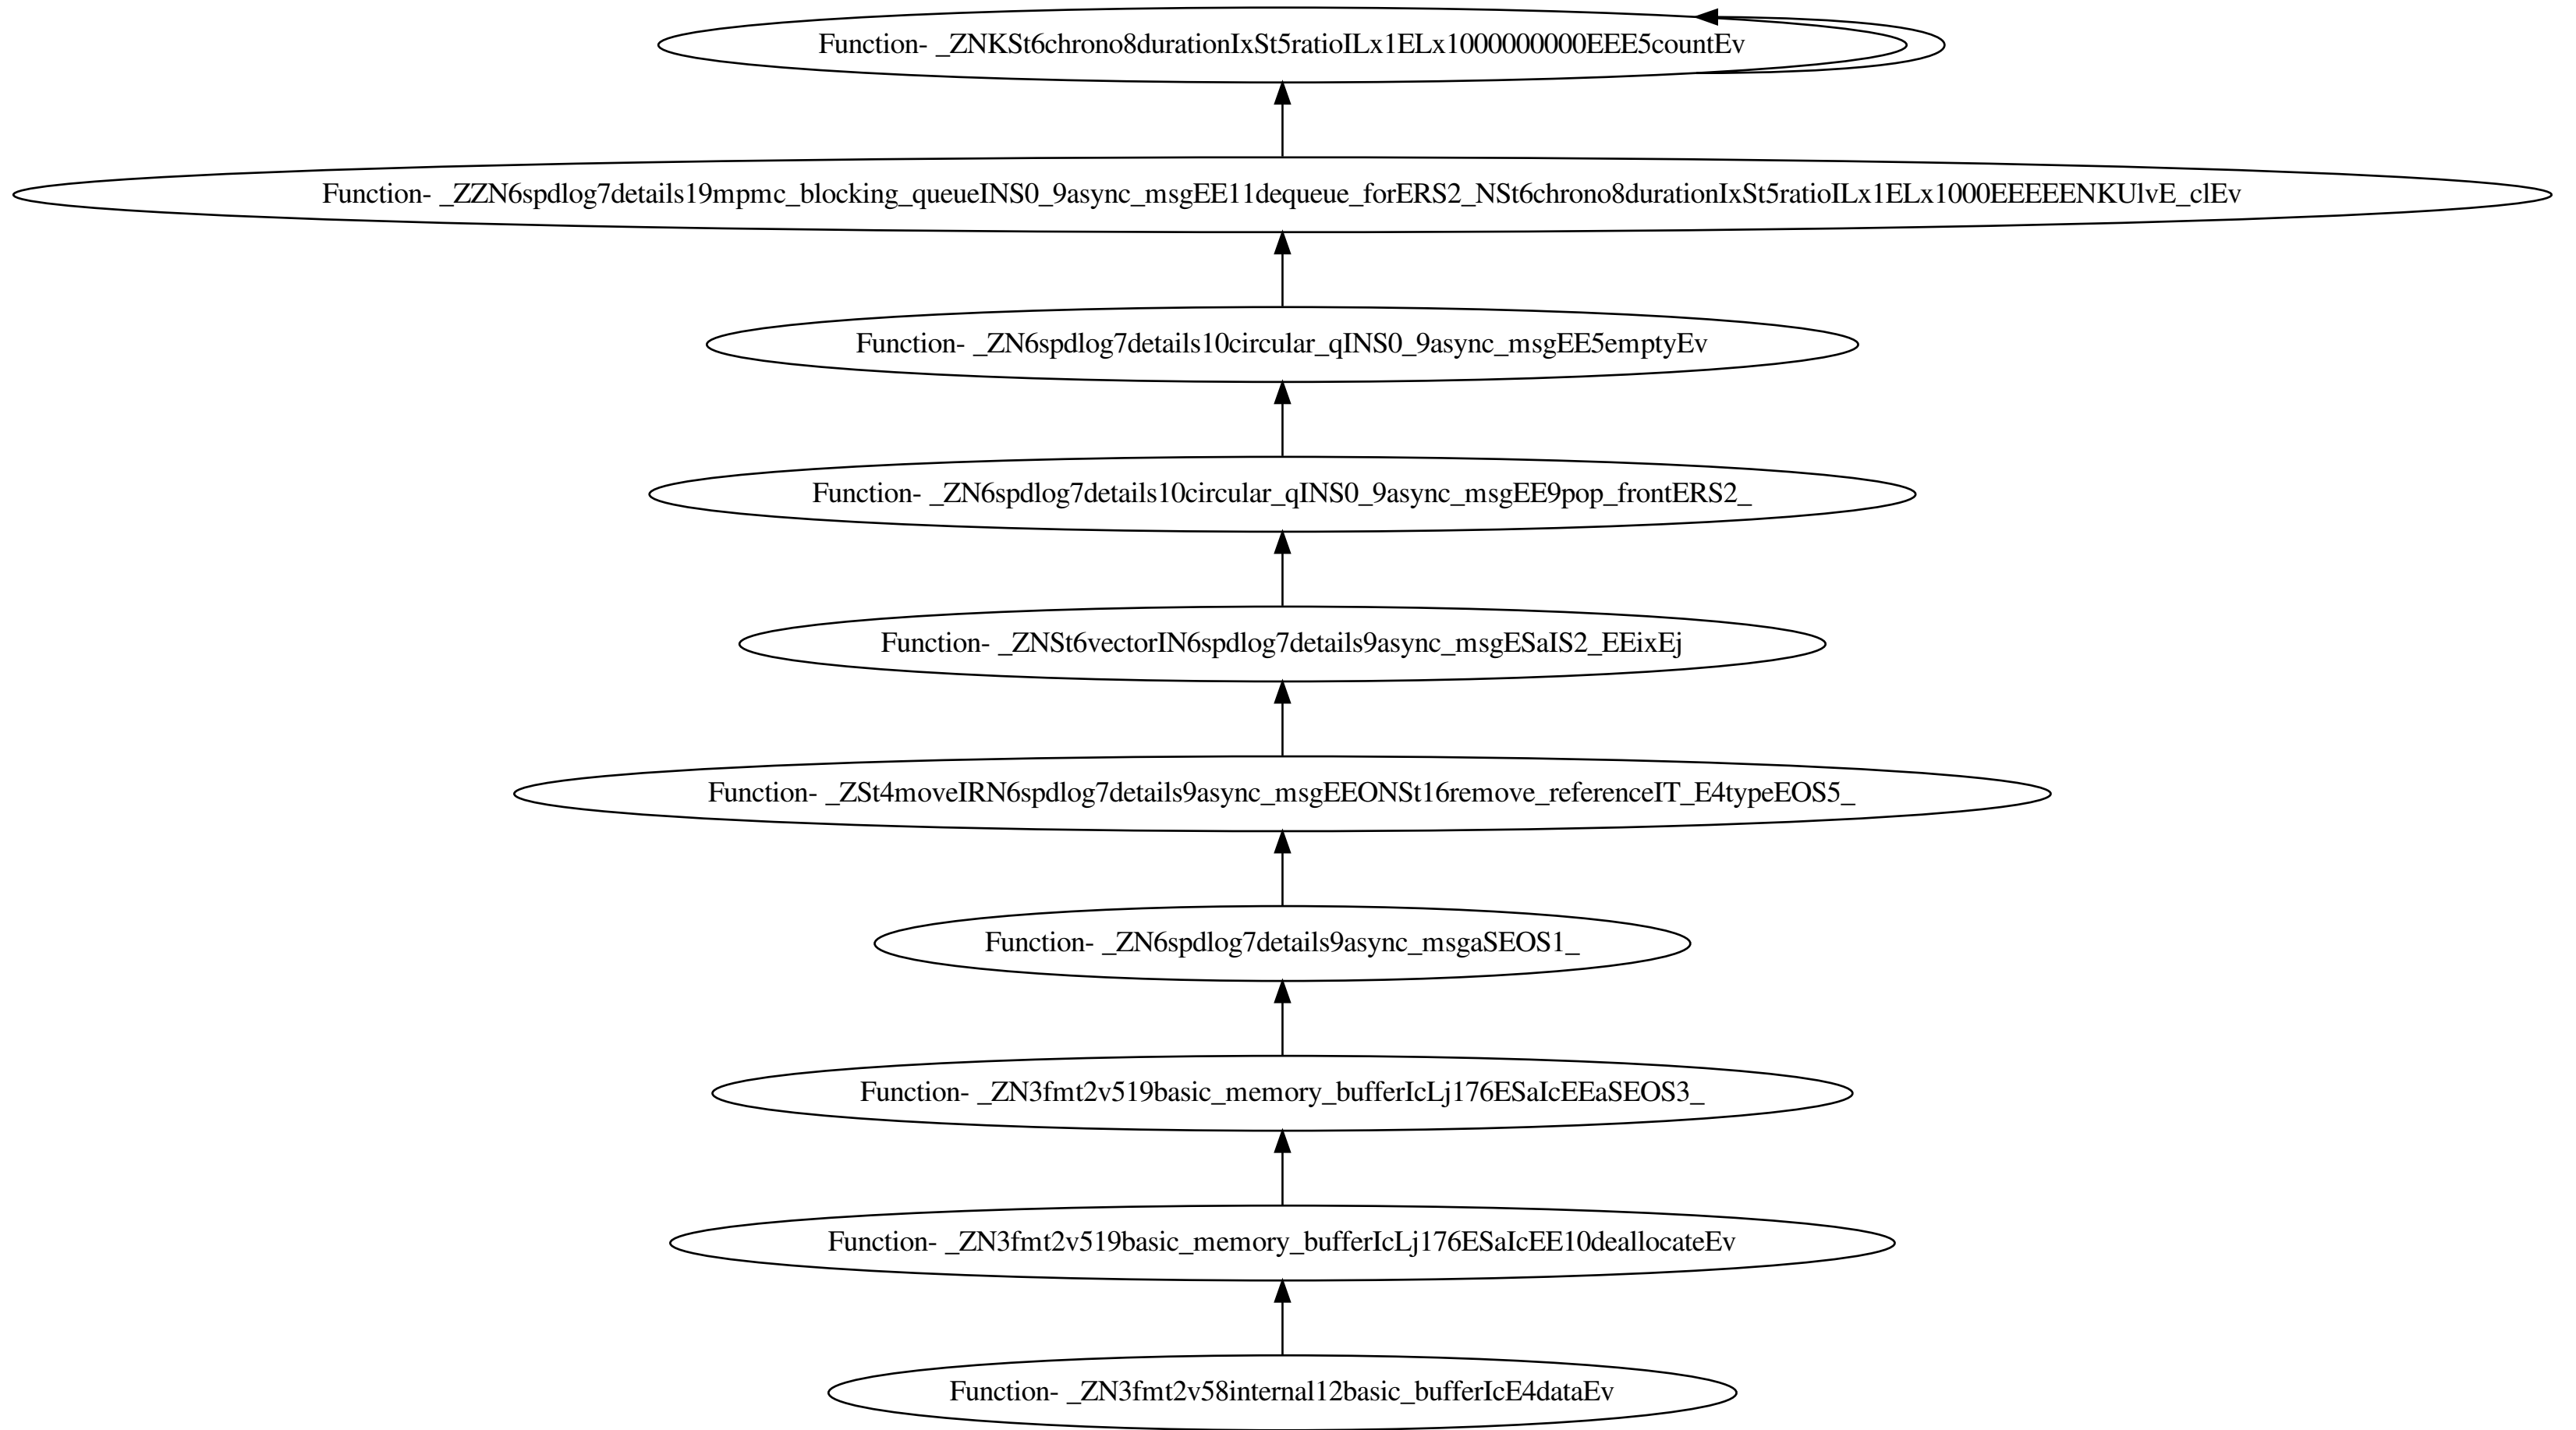 Function- _ZNKSt6chrono8durationIxSt5ratioILx1ELx1000000000EEE5countEv
Function- _ZZN6spdlog7details19mpmc_blocking_queueINS0_9async_msgEE11dequeue_forERS2_NSt6chrono8durationIxSt5ratioILx1ELx1000EEEEENKUlvE_clEv
Function- _ZN6spdlog7details10circular_qINS0_9async_msgEE5emptyEv
Function- _ZN6spdlog7details10circular_qINS0_9async_msgEE9pop_frontERS2_
Function- _ZNSt6vectorIN6spdlog7details9async_msgESaIS2_EEixEj
Function- _ZSt4moveIRN6spdlog7details9async_msgEEONSt16remove_referenceIT_E4typeEOS5_
Function- _ZN6spdlog7details9async_msgaSEOS1_
Function- _ZN3fmt2v519basic_memory_bufferIcLj176ESaIcEEaSEOS3_
Function- _ZN3fmt2v519basic_memory_bufferIcLj176ESaIcEE10deallocateEv
Function- _ZN3fmt2v58internal12basic_bufferIcE4dataEv